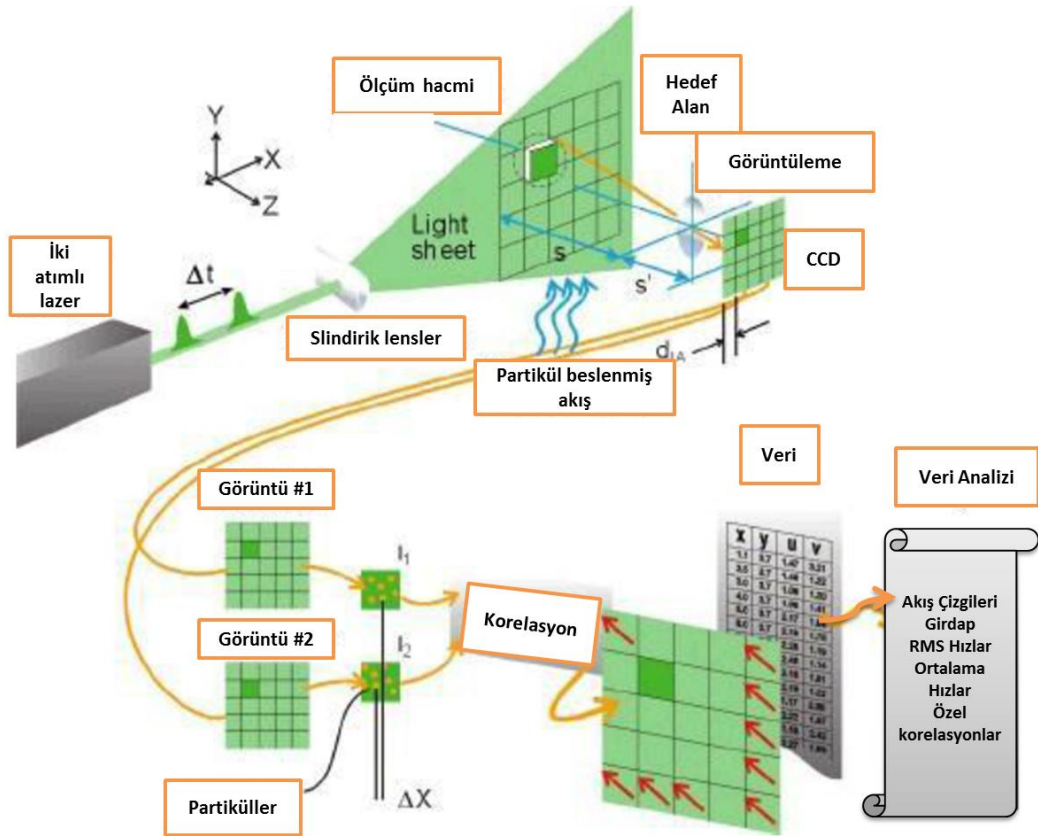 Ölçüm hacmi
Hedef
Alan
Görüntüleme
Y
X
Z
Light
sheet
s
s'
CCD
İki
atımlı
lazer
Δt
Slindirik lensler
Partikül beslenmiş
akış
d_IA
Veri
Veri Analizi
Görüntü #1
I₁
Görüntü #2
I₂
Korelasyon
Partiküller
ΔX
x y u v
Akış Çizgileri
Girdap
RMS Hızlar
Ortalama
Hızlar
Özel
korelasyonlar